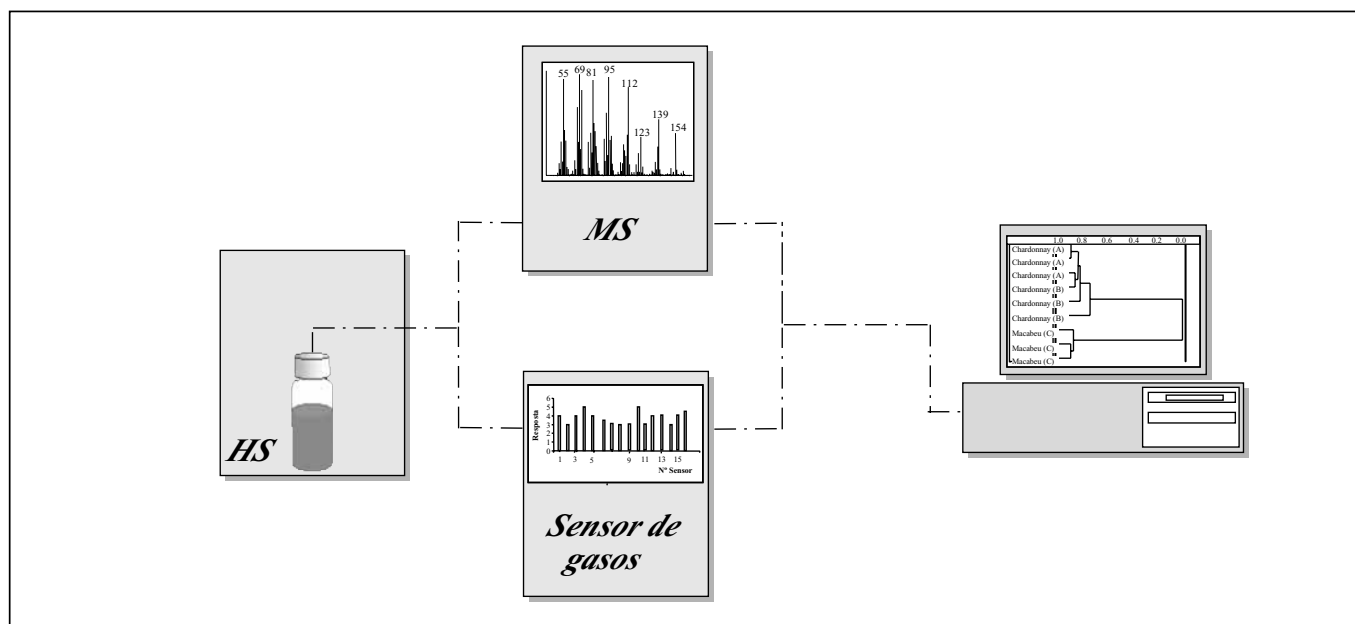 55 69 81 95
112
139
123
154
MS
HS
6
5
4
3
2
1
0
Resposta
1 3 5 9 11 13 15
Nº Sensor
Sensor de
gasos
1.0 0.8 0.6 0.4 0.2 0.0
Chardonnay (A)
Chardonnay (A)
Chardonnay (A)
Chardonnay (B)
Chardonnay (B)
Chardonnay (B)
Macabeu (C)
Macabeu (C)
Macabeu (C)